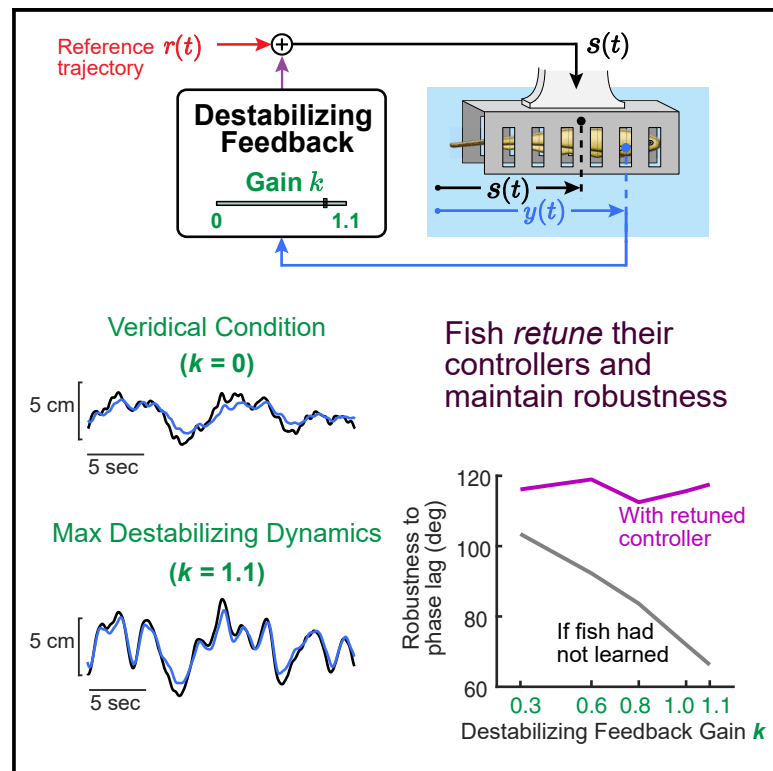 Reference r(t)
trajectory
s(t)
Destabilizing
Feedback
Gain k
0
1.1
s(t)
y(t)
Veridical Condition
(k = 0)
5 cm
5 sec
Max Destabilizing Dynamics
(k = 1.1)
5 cm
5 sec
Fish retune their
controllers and
maintain robustness
Robustness to
phase lag (deg)
120
100
80
60
With retuned
controller
If fish had
not learned
0.3
0.6
0.8
1.0
1.1
Destabilizing Feedback Gain k